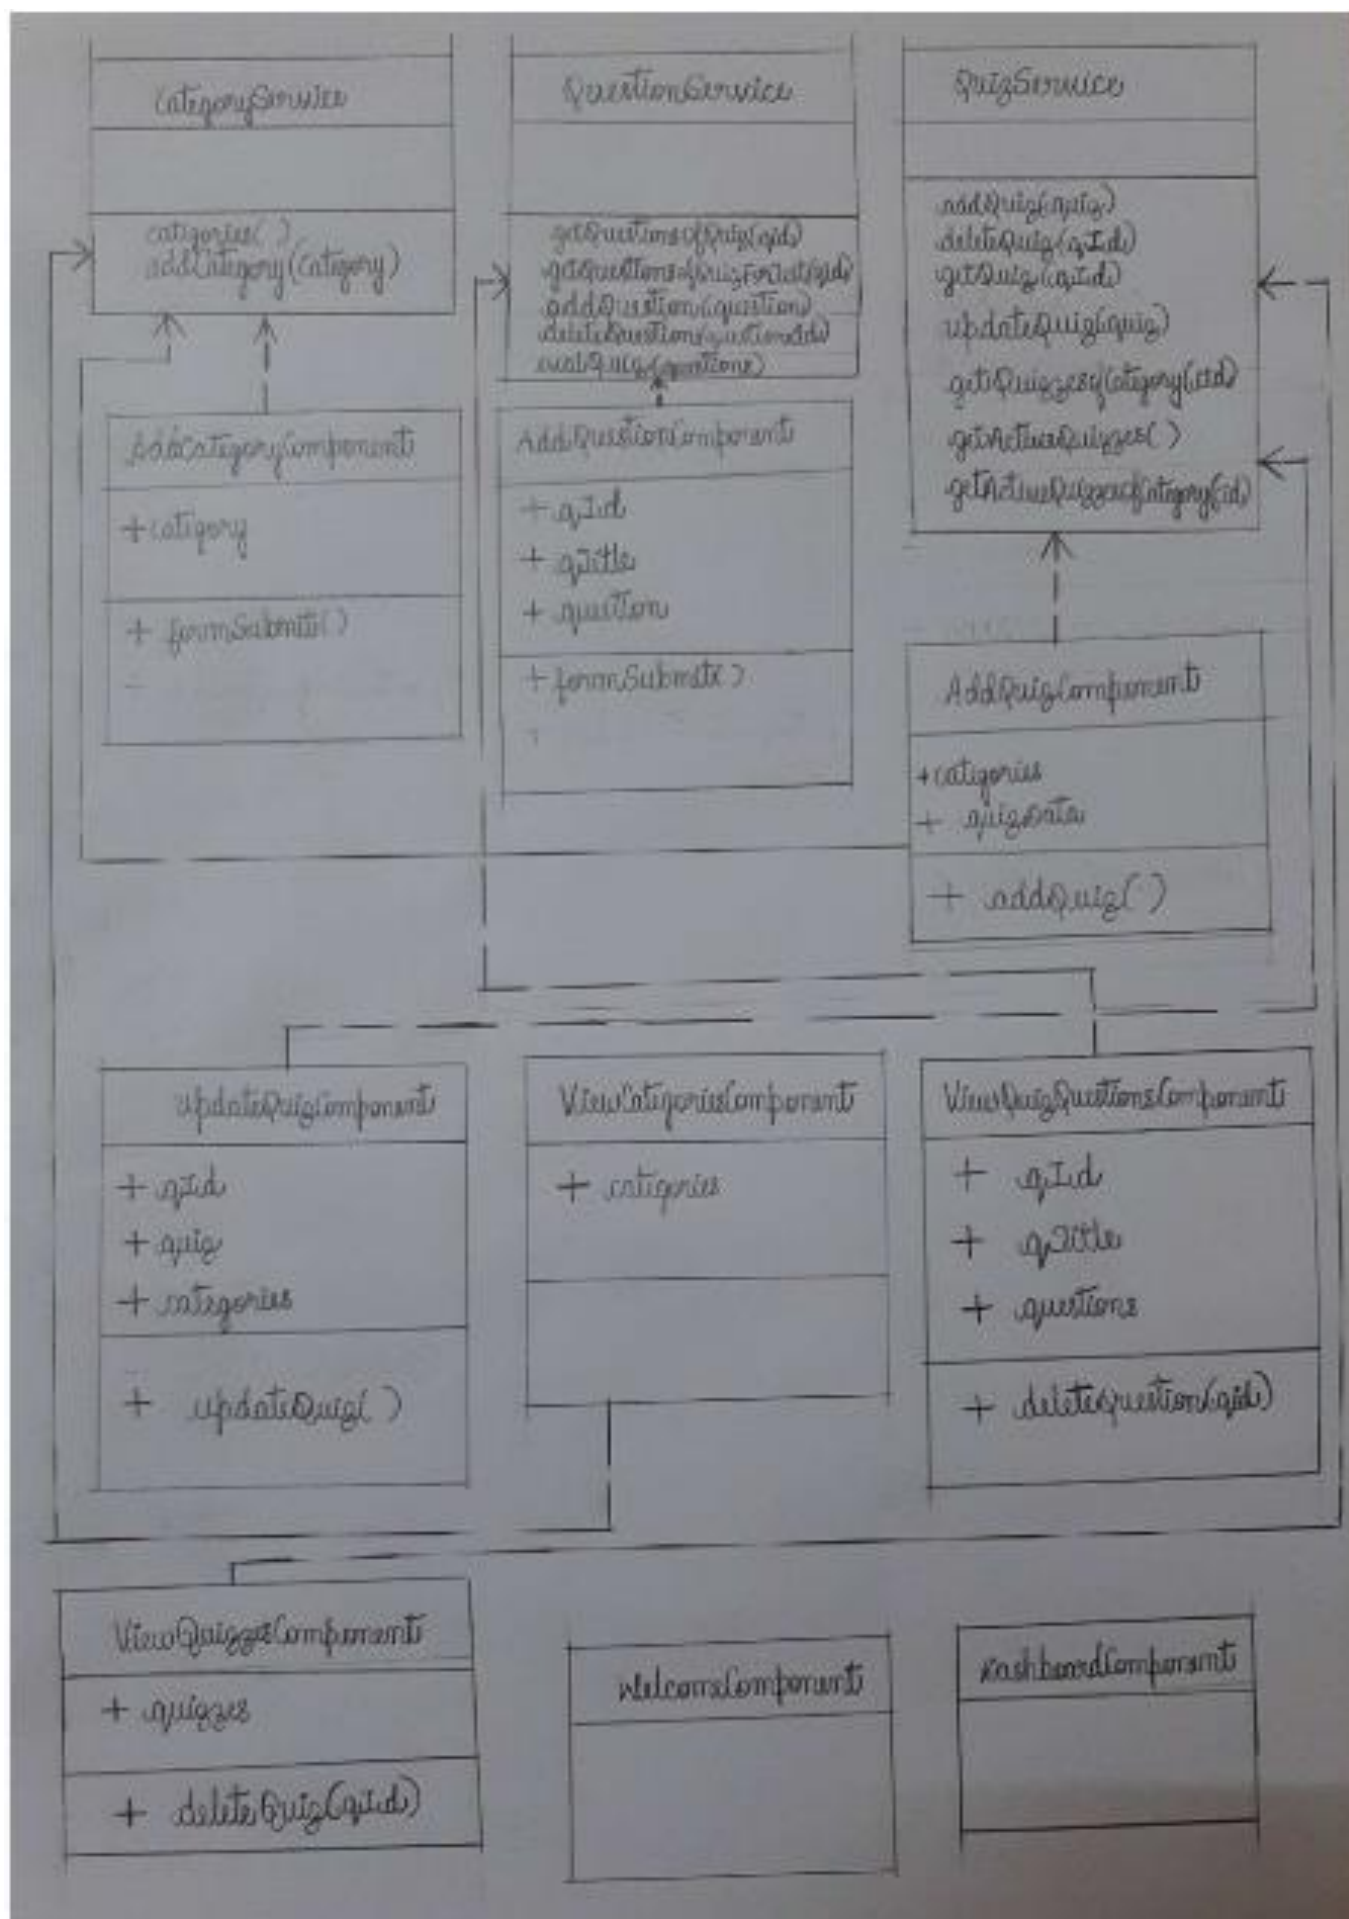 CategoryService
categories()
addCategory(category)
QuestionService
getQuestionsofQuiz(qid)
getQuestionsofQuizForTest(qid)
addQuestion(question)
deleteQuestion(questionId)
evalQuiz(questions)
QuizService
addQuiz(quiz)
deleteQuiz(qId)
getQuiz(qId)
updateQuiz(quiz)
getQuizzesofCategory(cid)
getActiveQuizzes()
getActiveQuizzesofCategory(cid)
AddCategoryComponent
+ category
+ formSubmit()
AddQuestionComponent
+ qId
+ qTitle
+ question
+ formSubmit()
AddQuizComponent
+ categories
+ quizData
+ addQuiz()
UpdateQuizComponent
+ qId
+ quiz
+ categories
+ updateQuiz()
ViewCategoriesComponent
+ categories
ViewQuizQuestionsComponent
+ qId
+ qTitle
+ questions
+ deleteQuestion(qid)
ViewQuizzesComponent
+ quizzes
+ deleteQuiz(qId)
WelcomeComponent
DashboardComponent